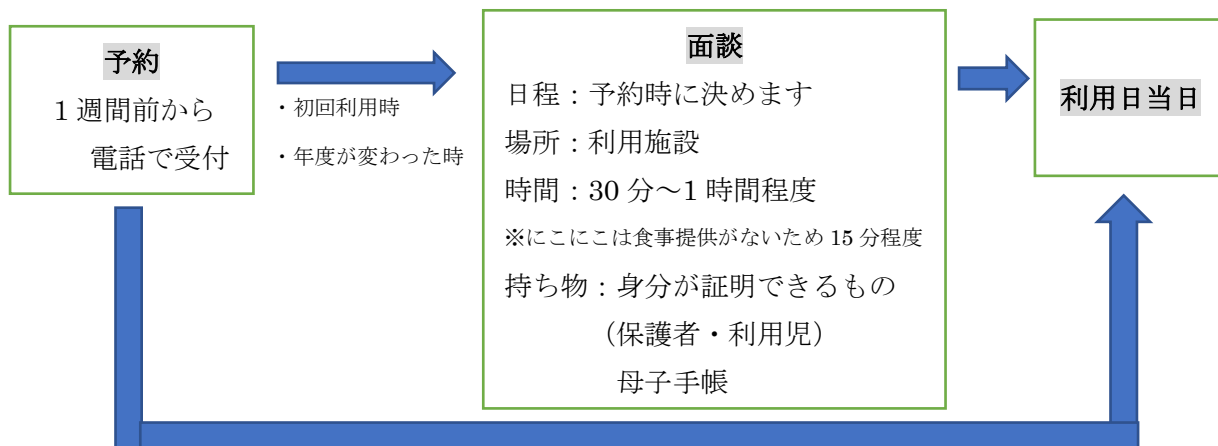 予約
1週間前から
電話で受付
・初回利用時
・年度が変わった時
面談
日程：予約時に決めます
場所：利用施設
時間：30分～1時間程度
※にこにこは食事提供がないため15分程度
持ち物：身分が証明できるもの
（保護者・利用児）
母子手帳
利用日当日